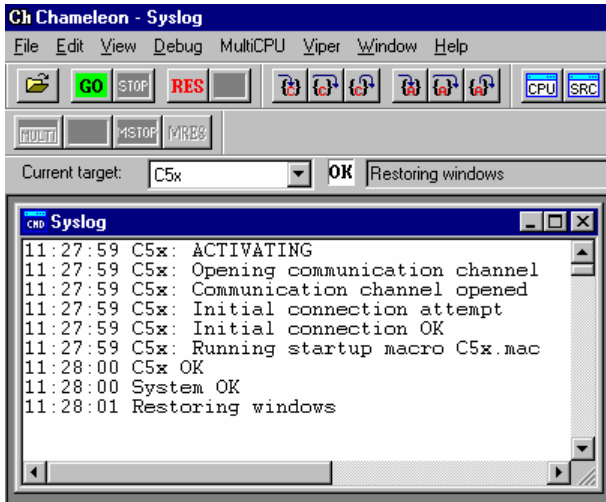 Ch Chameleon - Syslog
File Edit View Debug MultiCPU Viper Window Help
GO STOP RES C C C A A A CPU SRC
MULTI MSTOP MRES
Current target: C5x OK Restoring windows
CMD Syslog
11:27:59 C5x: ACTIVATING
11:27:59 C5x: Opening communication channel
11:27:59 C5x: Communication channel opened
11:27:59 C5x: Initial connection attempt
11:27:59 C5x: Initial connection OK
11:27:59 C5x: Running startup macro C5x.mac
11:28:00 C5x OK
11:28:00 System OK
11:28:01 Restoring windows